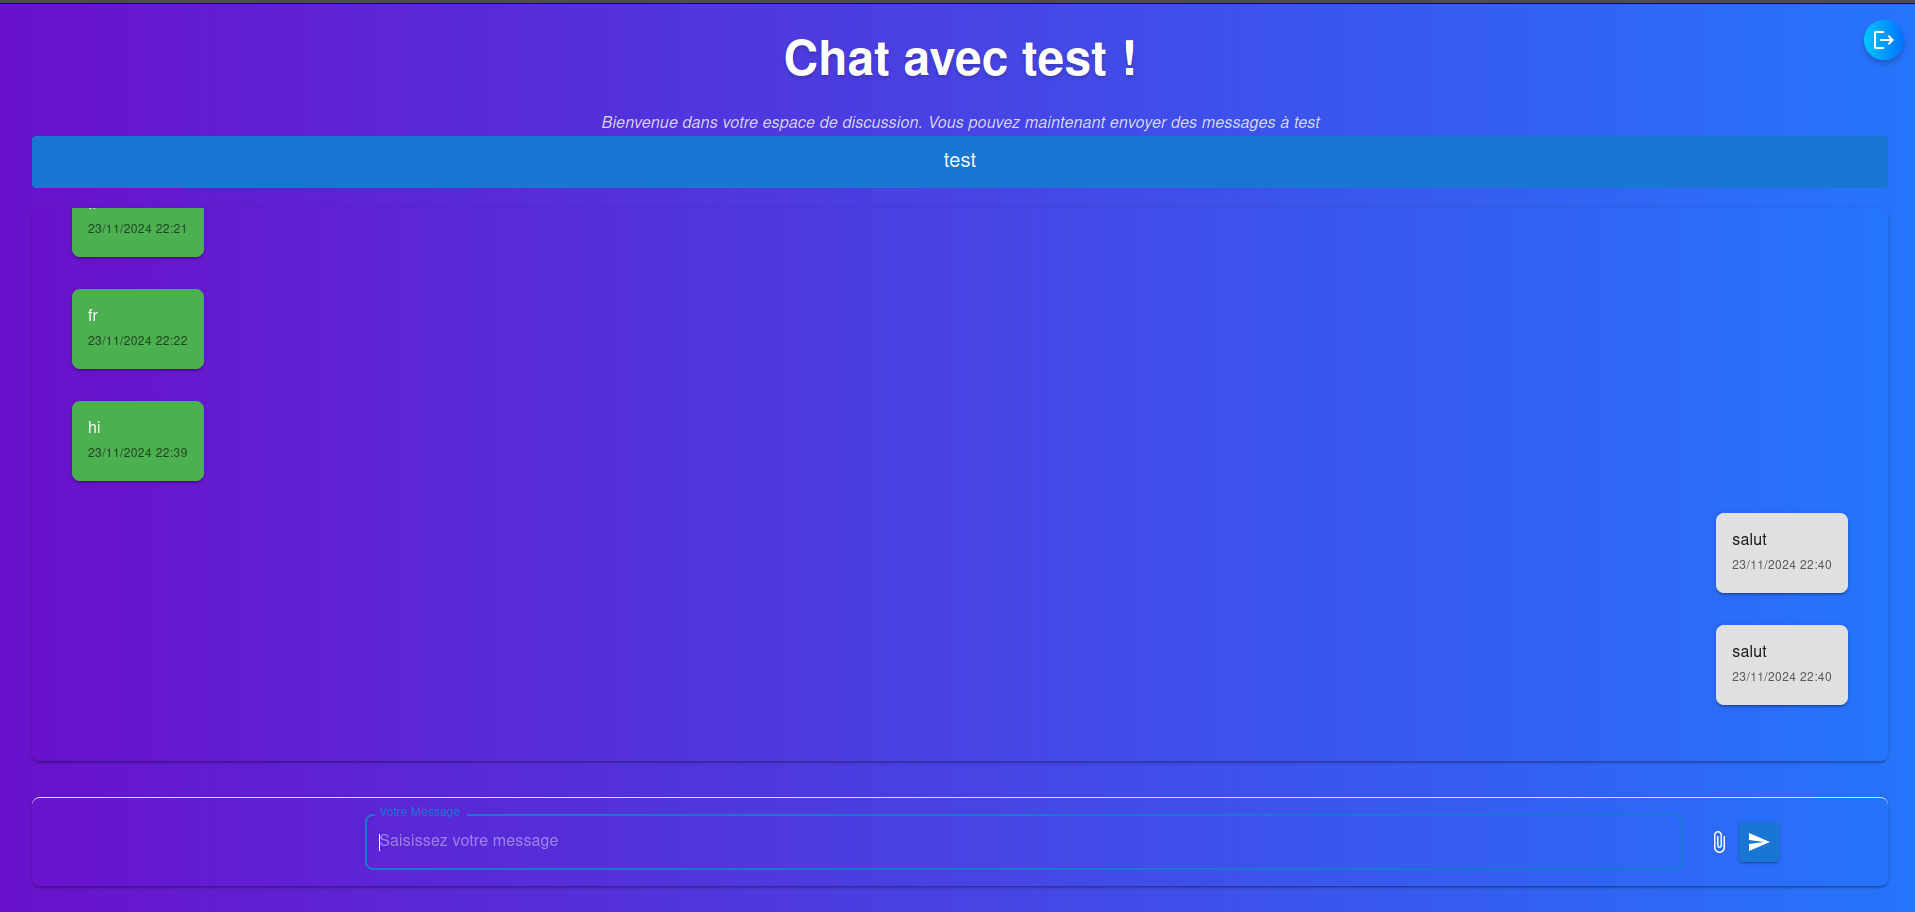 Chat avec test !
Bienvenue dans votre espace de discussion. Vous pouvez maintenant envoyer des messages à test
test
23/11/2024 22:21
fr
23/11/2024 22:22
hi
23/11/2024 22:39
salut
23/11/2024 22:40
salut
23/11/2024 22:40
Votre Message
Saisissez votre message